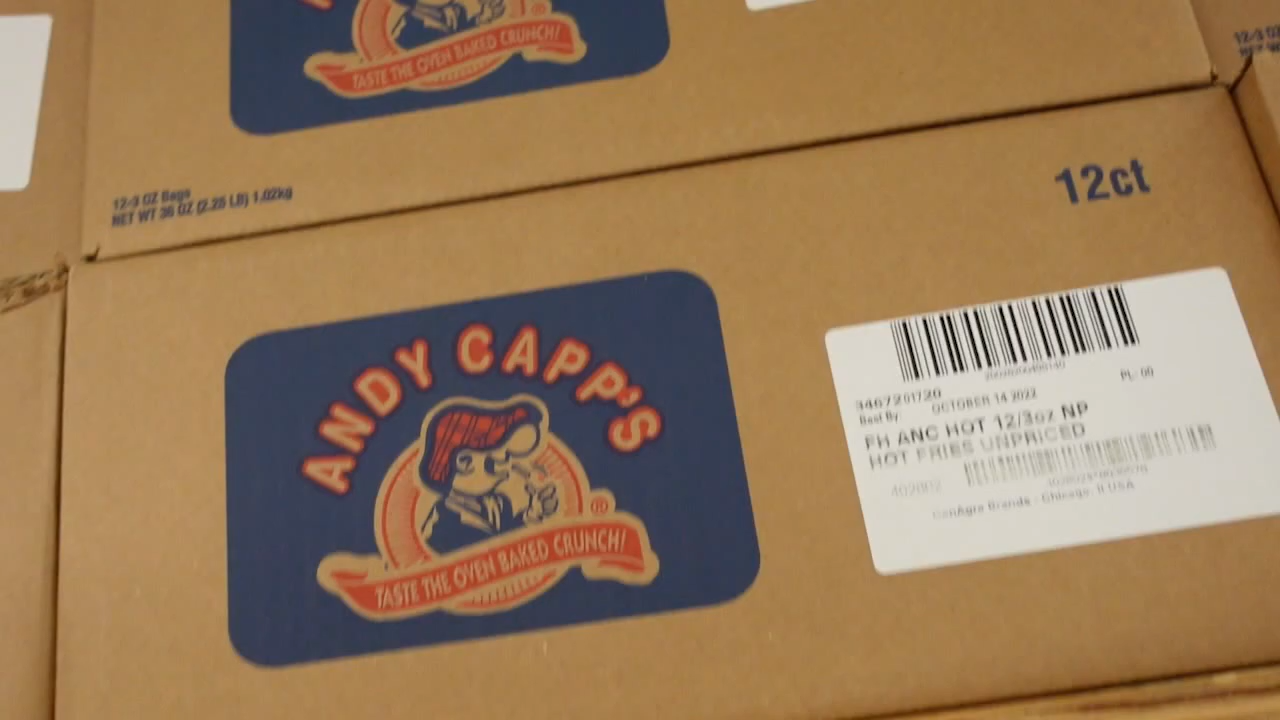 TASTE THE OVEN BAKED CRUNCH!
12-3 OZ Bags
NET WT 36 OZ (2.25 LB) 1.02kg
12ct
ANDY CAPP'S
®
TASTE THE OVEN BAKED CRUNCH!
3467201720
Best By OCTOBER 14 2022
PL: 00
FH ANC HOT 12/3oz NP
HOT FRIES UNPRICED
ConAgra Brands - Chicago, Il USA